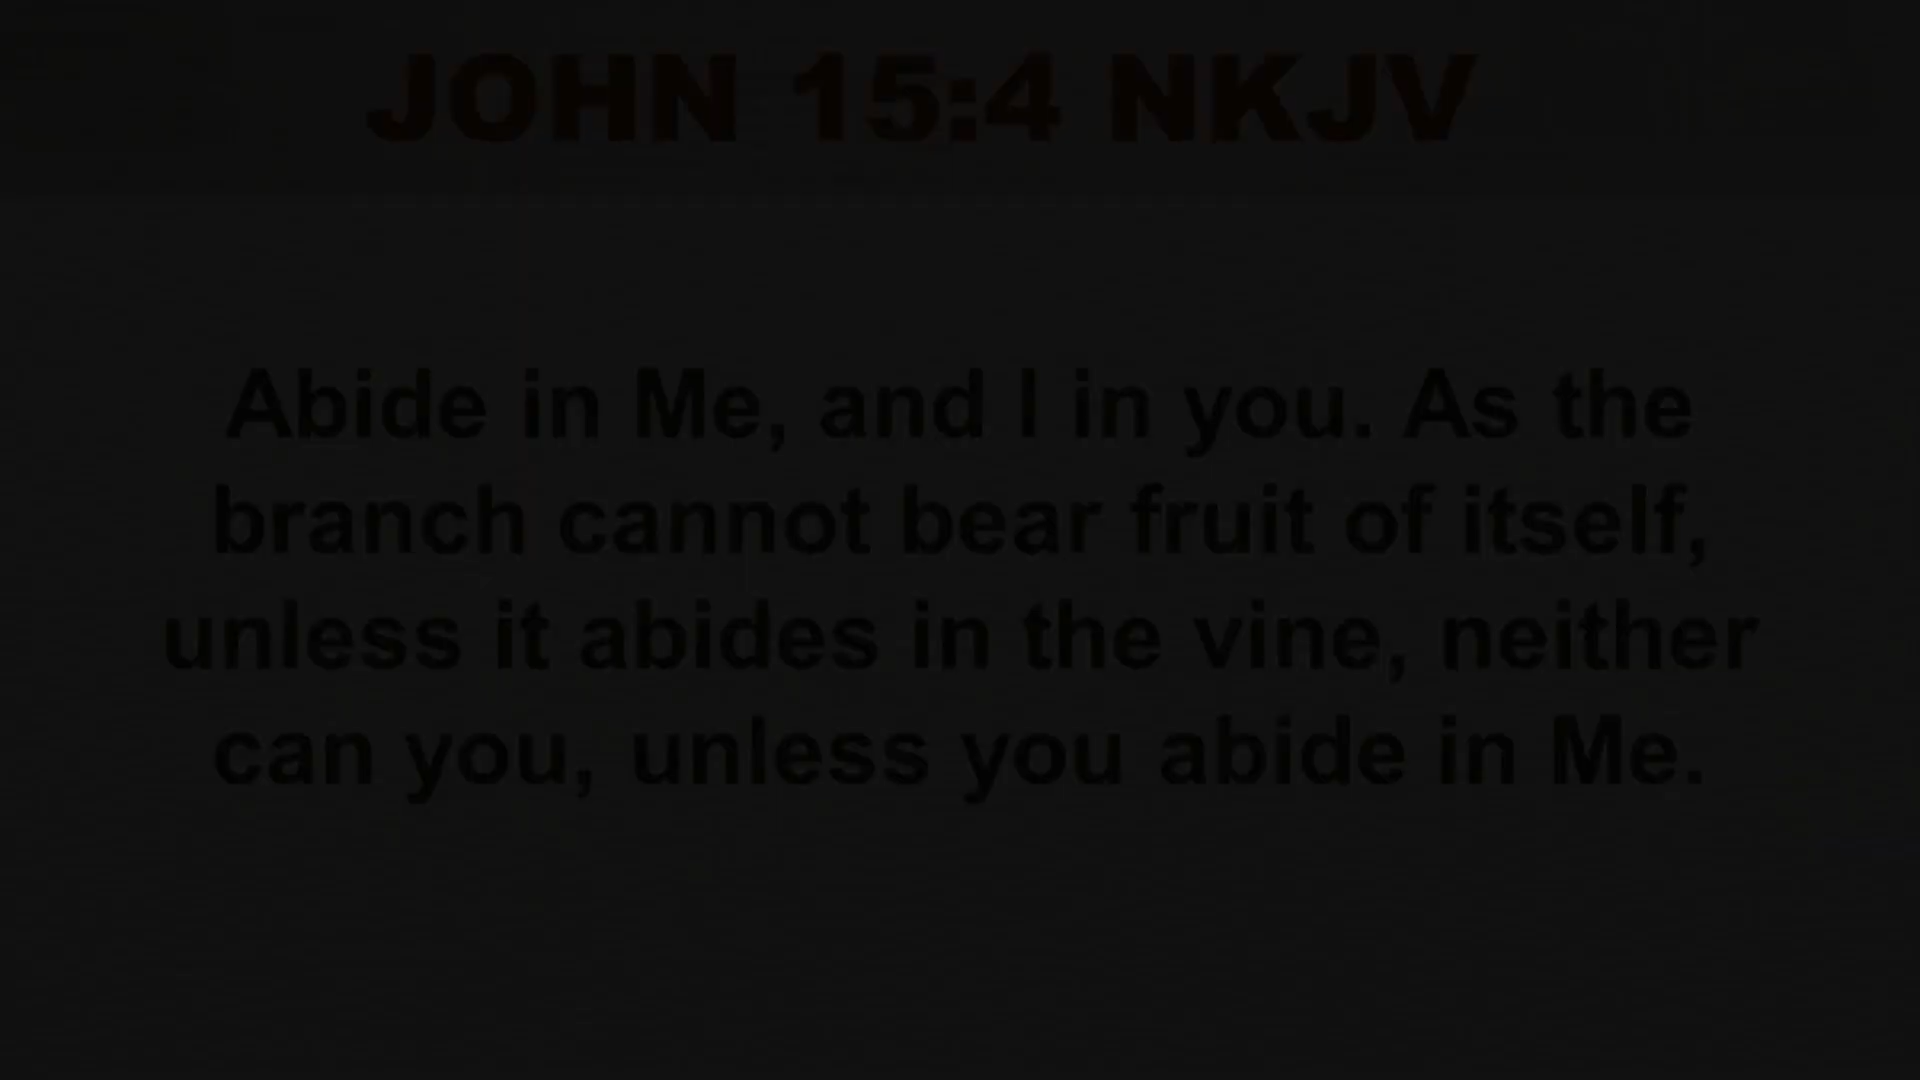 JOHN 15:4 NKJV
Abide in Me, and I in you. As the
branch cannot bear fruit of itself,
unless it abides in the vine, neither
can you, unless you abide in Me.